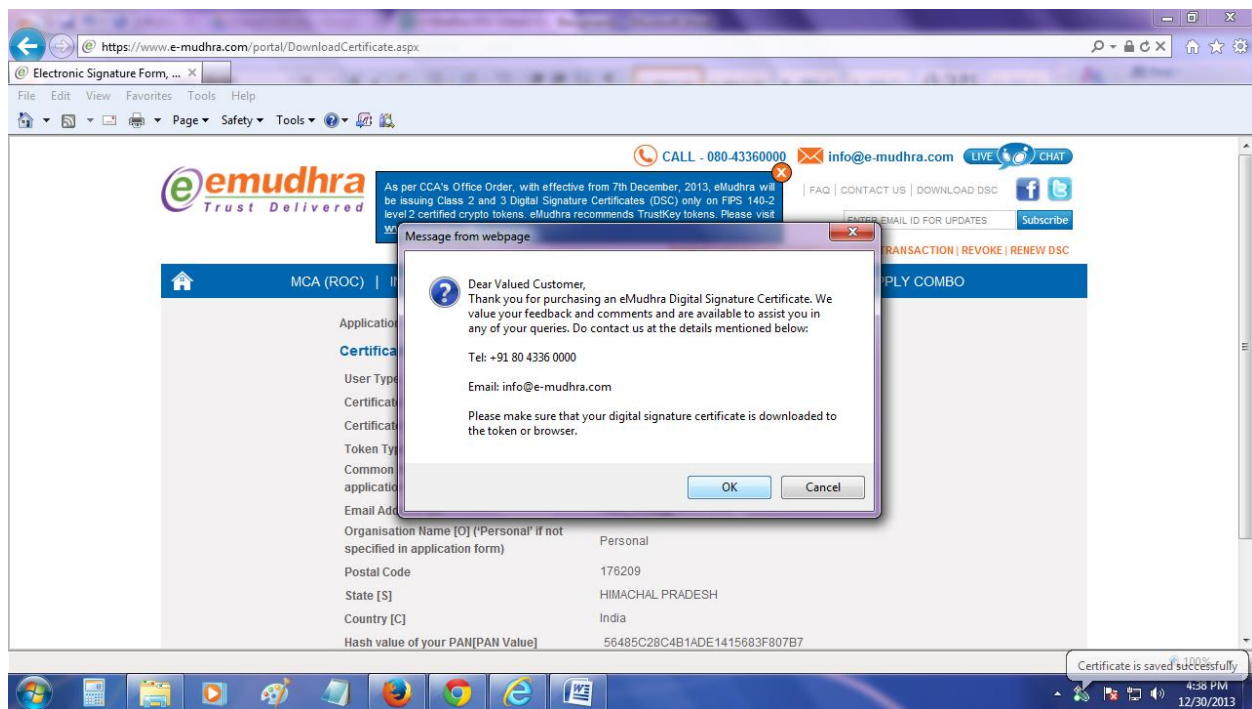 https://www.e-mudhra.com/portal/DownloadCertificate.aspx
Electronic Signature Form, ...
File Edit View Favorites Tools Help
Page Safety Tools
CALL - 080-43360000 info@e-mudhra.com LIVE CHAT
emudhra
Trust Delivered
As per CCA's Office Order, with effective from 7th December, 2013, eMudhra will
be issuing Class 2 and 3 Digital Signature Certificates (DSC) only on FIPS 140-2
level 2 certified crypto tokens. eMudhra recommends TrustKey tokens. Please visit
FAQ | CONTACT US | DOWNLOAD DSC
ENTER EMAIL ID FOR UPDATES Subscribe
TRANSACTION | REVOKE | RENEW DSC
MCA (ROC) | PPLY COMBO
Message from webpage
Dear Valued Customer,
Thank you for purchasing an eMudhra Digital Signature Certificate. We
value your feedback and comments and are available to assist you in
any of your queries. Do contact us at the details mentioned below:
Tel: +91 80 4336 0000
Email: info@e-mudhra.com
Please make sure that your digital signature certificate is downloaded to
the token or browser.
OK Cancel
Applicatio
Certifica
User Type
Certificat
Certificat
Token Typ
Common
applicatio
Email Add
Organisation Name [O] ('Personal' if not
specified in application form) Personal
Postal Code 176209
State [S] HIMACHAL PRADESH
Country [C] India
Hash value of your PAN[PAN Value] 56485C28C4B1ADE1415683F807B7
Certificate is saved successfully
4:38 PM
12/30/2013